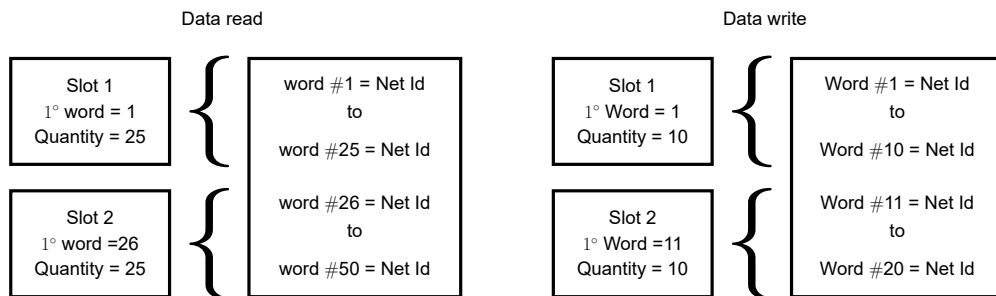 Data read
Slot 1
1° word = 1
Quantity = 25
word #1 = Net Id
to
word #25 = Net Id
Slot 2
1° word =26
Quantity = 25
word #26 = Net Id
to
word #50 = Net Id
Data write
Slot 1
1° Word = 1
Quantity = 10
Word #1 = Net Id
to
Word #10 = Net Id
Slot 2
1° Word =11
Quantity = 10
Word #11 = Net Id
to
Word #20 = Net Id